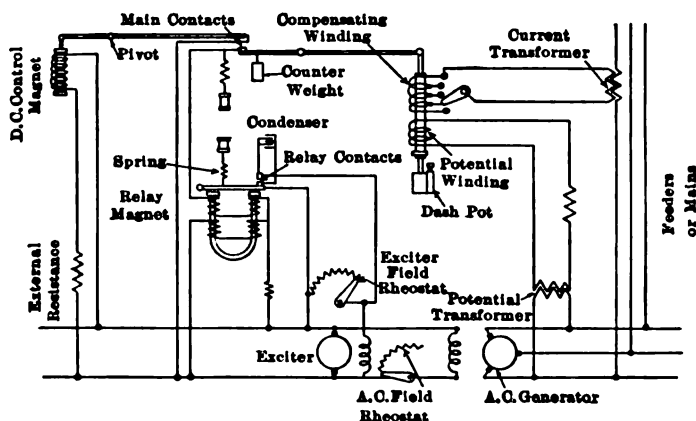 Main Contacts
Compensating
Winding
Current
Transformer
Pivot
D.C.Control
Magnet
Counter
Weight
Condenser
Spring
Relay Contacts
Potential
Winding
Relay
Magnet
Dash Pot
Feeders
or Mains
External
Resistance
Exciter
Field
Rheostat
Potential
Transformer
Exciter
A.C.Field
Rheostat
A.C.Generator